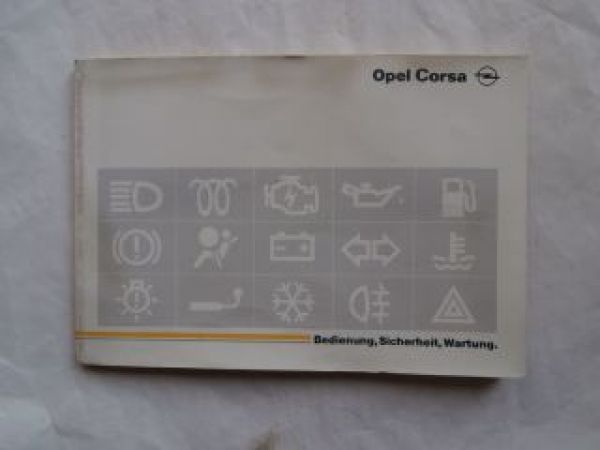 Opel Corsa
Bedienung, Sicherheit, Wartung.